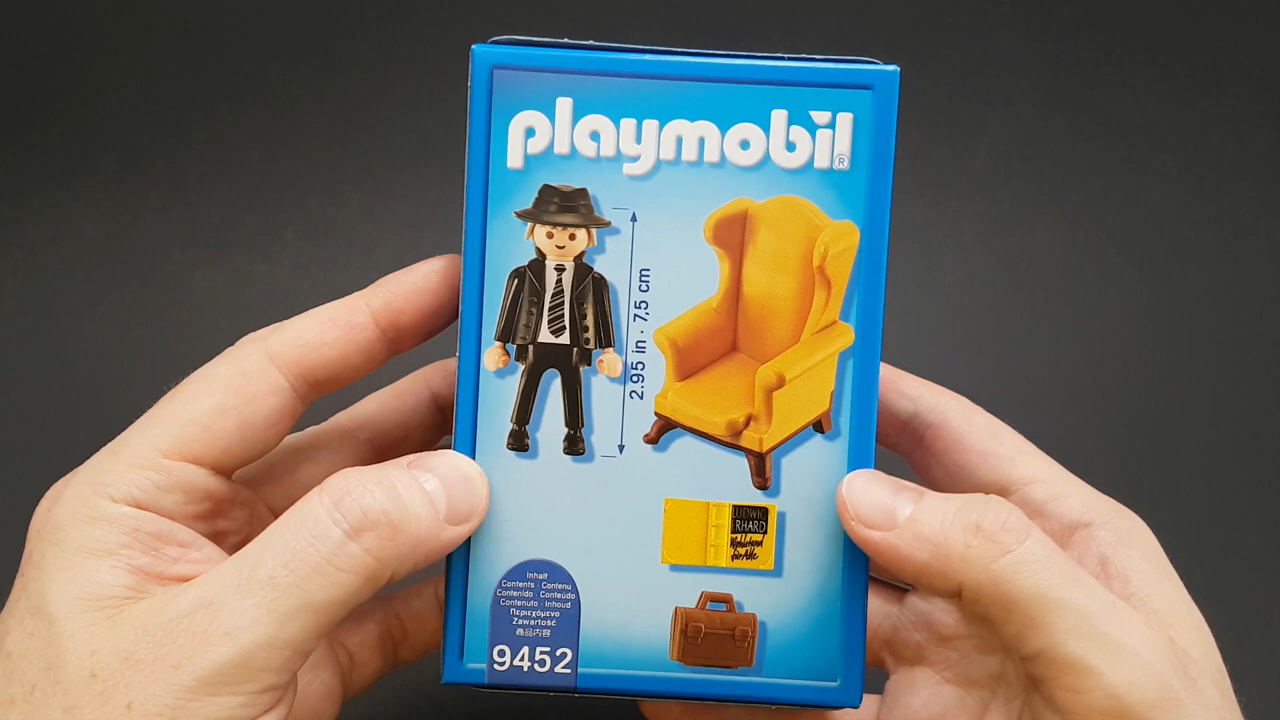 playmobil®
2.95 in · 7,5 cm
LUDWIG
ERHARD
Wohlstand
für Alle
Inhalt
Contents · Contenu
Contenido · Conteúdo
Contenuto · Inhoud
Περιεχόμενο
Zawartość
商品内容
9452